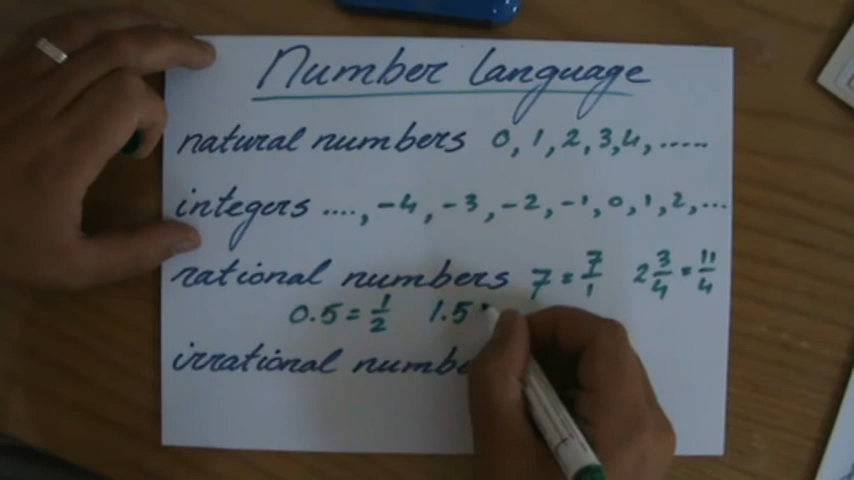 Number language
natural numbers 0, 1, 2, 3, 4, .....
integers ...., -4, -3, -2, -1, 0, 1, 2, ...
rational numbers 7 = 7/1 2 3/4 = 11/4
0.5 = 1/2 1.5
irrational